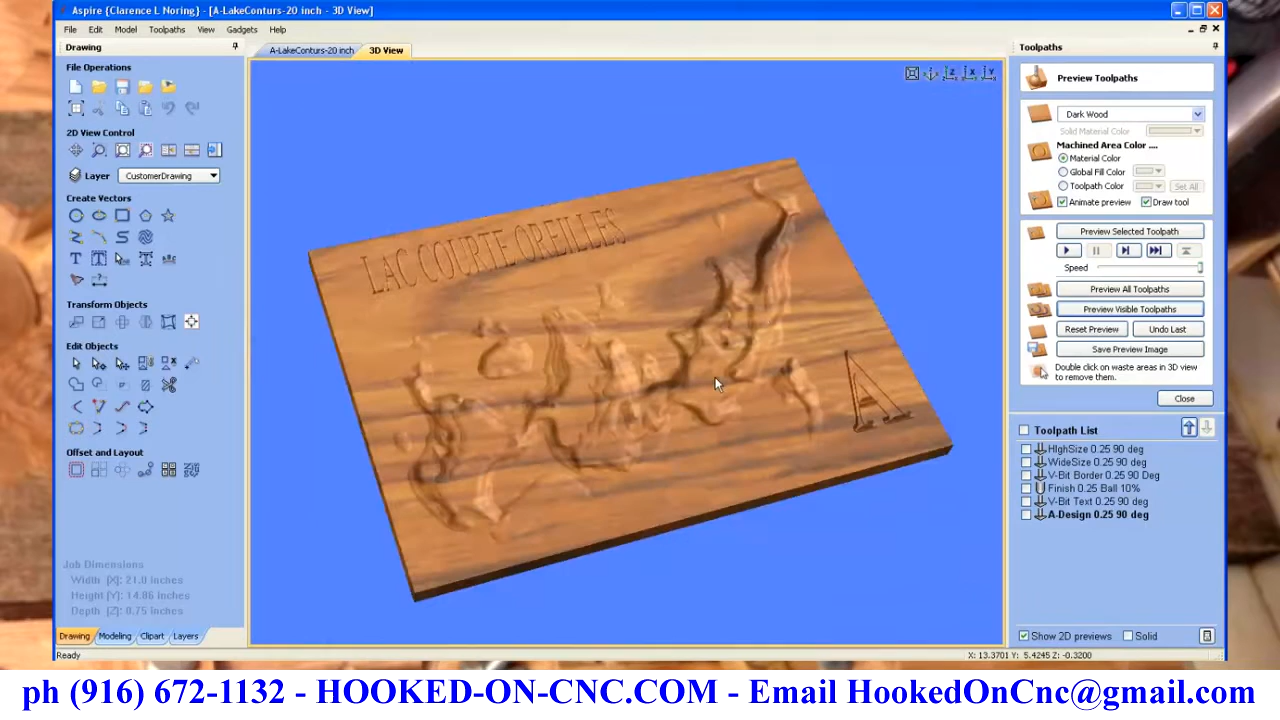 Aspire {Clarence L Noring} - [A-LakeConturs-20 inch - 3D View]
File Edit Model Toolpaths View Gadgets Help
Drawing
File Operations
2D View Control
Layer CustomerDrawing
Create Vectors
Transform Objects
Edit Objects
Offset and Layout
Job Dimensions
Width (X): 21.0 inches
Height (Y): 14.86 inches
Depth (Z): 0.75 inches
Drawing Modeling Clipart Layers
Ready
A-LakeConturs-20 inch 3D View
LAC COURTE OREILLES
A
Toolpaths
Preview Toolpaths
Dark Wood
Solid Material Color
Machined Area Color ....
Material Color
Global Fill Color
Toolpath Color Set All
Animate preview Draw tool
Preview Selected Toolpath
Speed
Preview All Toolpaths
Preview Visible Toolpaths
Reset Preview Undo Last
Save Preview Image
Double click on waste areas in 3D view
to remove them.
Close
Toolpath List
HIghSize 0.25 90 deg
WideSize 0.25 90 deg
V-Bit Border 0.25 90 Deg
Finish 0.25 Ball 10%
V-Bit Text 0.25 90 deg
A-Design 0.25 90 deg
Show 2D previews Solid
X: 13.3701 Y: 5.4245 Z: -0.3200
ph (916) 672-1132 - HOOKED-ON-CNC.COM - Email HookedOnCnc@gmail.com